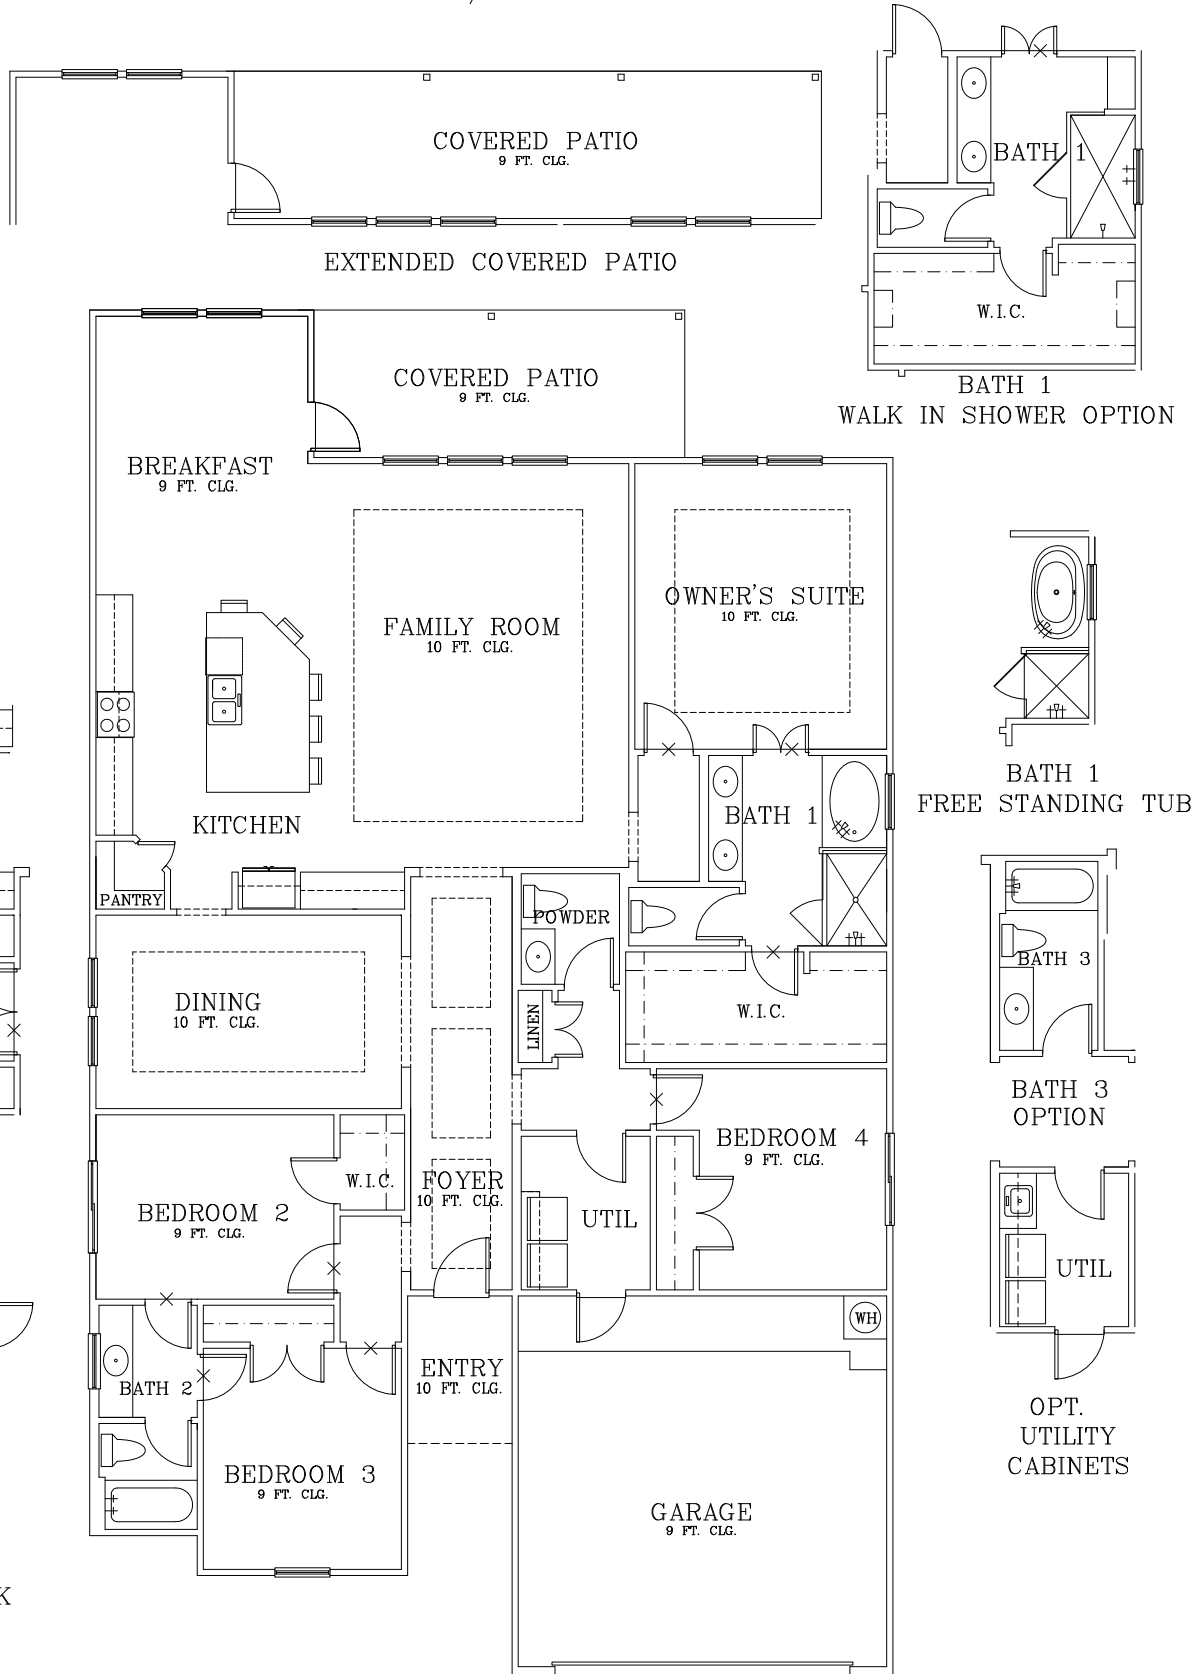 COVERED PATIO
9 FT. CLG.
EXTENDED COVERED PATIO
BATH 1
W.I.C.
BATH 1
WALK IN SHOWER OPTION
COVERED PATIO
9 FT. CLG.
BREAKFAST
9 FT. CLG.
FAMILY ROOM
10 FT. CLG.
OWNER'S SUITE
10 FT. CLG.
BATH 1
FREE STANDING TUB
KITCHEN
BATH 1
PANTRY
POWDER
DINING
10 FT. CLG.
LINEN
W.I.C.
BATH 3
BATH 3
OPTION
BEDROOM 4
9 FT. CLG.
W.I.C.
FOYER
10 FT. CLG.
BEDROOM 2
9 FT. CLG.
UTIL
UTIL
WH
ENTRY
10 FT. CLG.
BATH 2
OPT.
UTILITY
CABINETS
BEDROOM 3
9 FT. CLG.
GARAGE
9 FT. CLG.
K